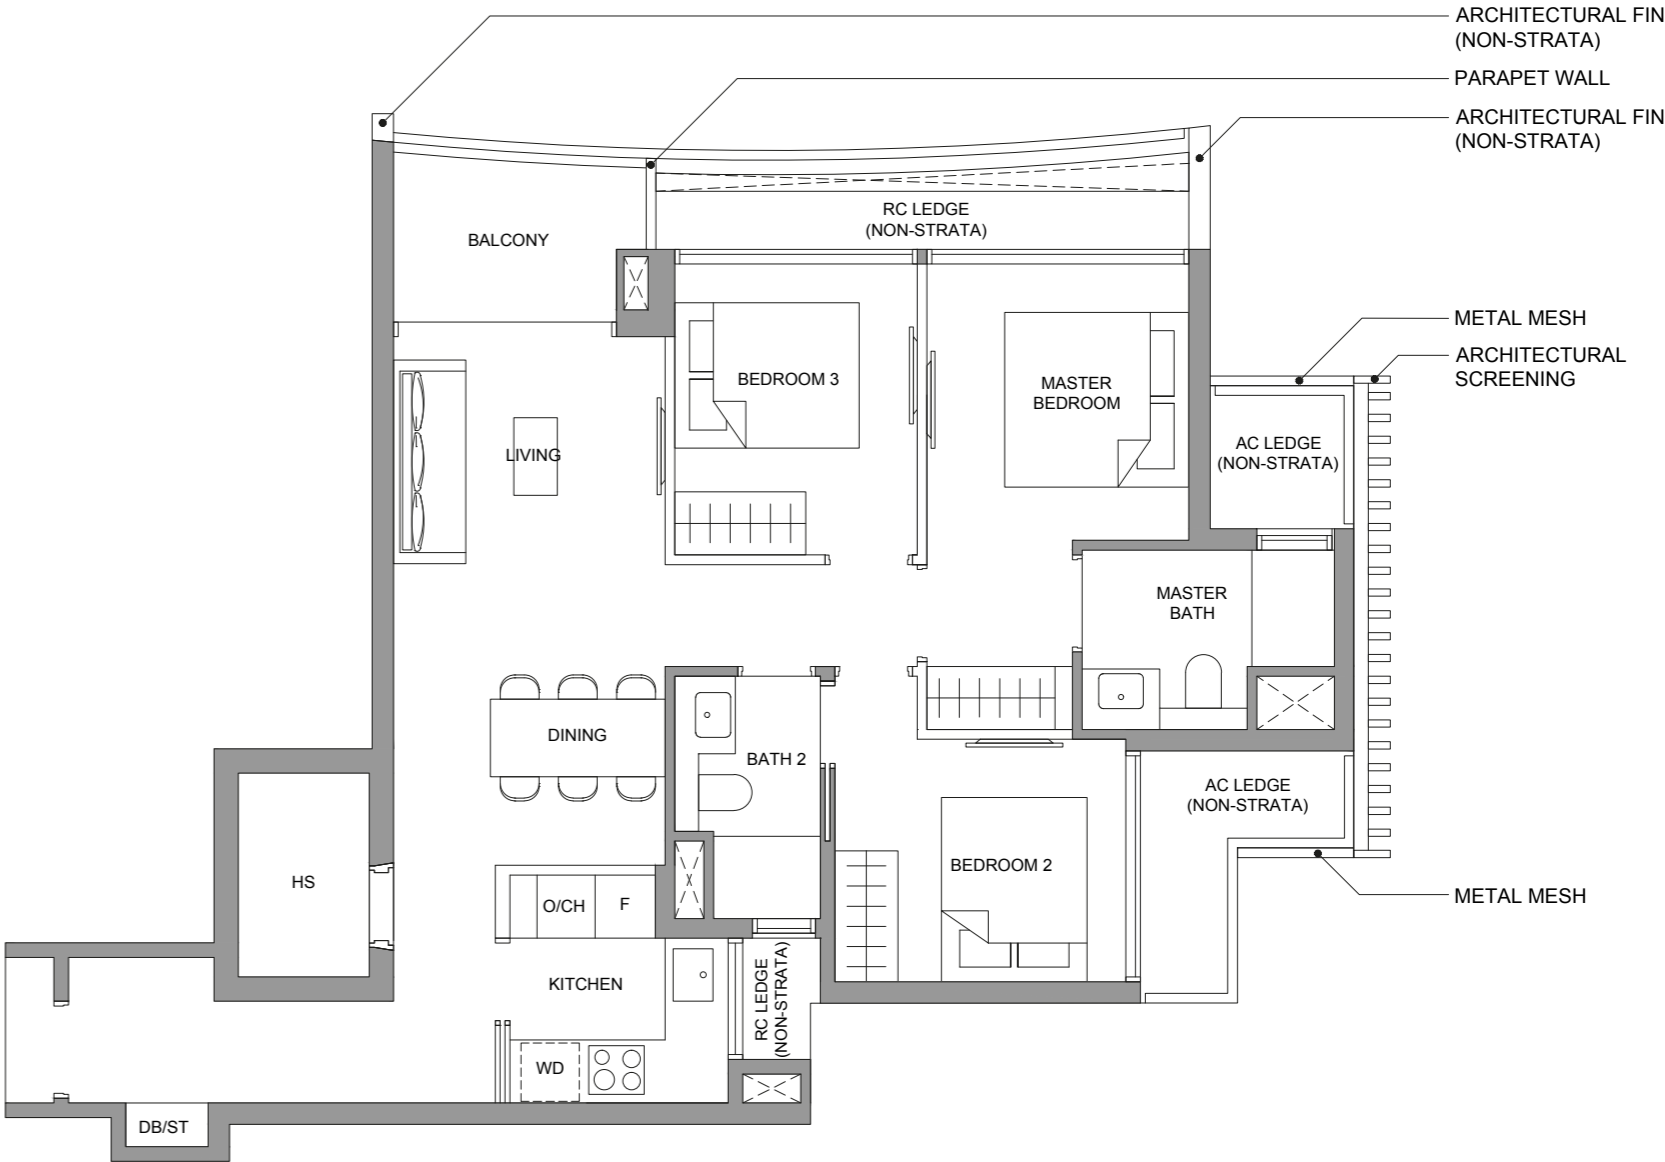 ARCHITECTURAL FIN
(NON-STRATA)
PARAPET WALL
ARCHITECTURAL FIN
(NON-STRATA)
RC LEDGE
(NON-STRATA)
BALCONY
METAL MESH
ARCHITECTURAL
SCREENING
BEDROOM 3
MASTER
BEDROOM
AC LEDGE
(NON-STRATA)
LIVING
MASTER
BATH
DINING
BATH 2
AC LEDGE
(NON-STRATA)
BEDROOM 2
HS
O/CH
F
METAL MESH
KITCHEN
RC LEDGE
(NON-STRATA)
WD
DB/ST